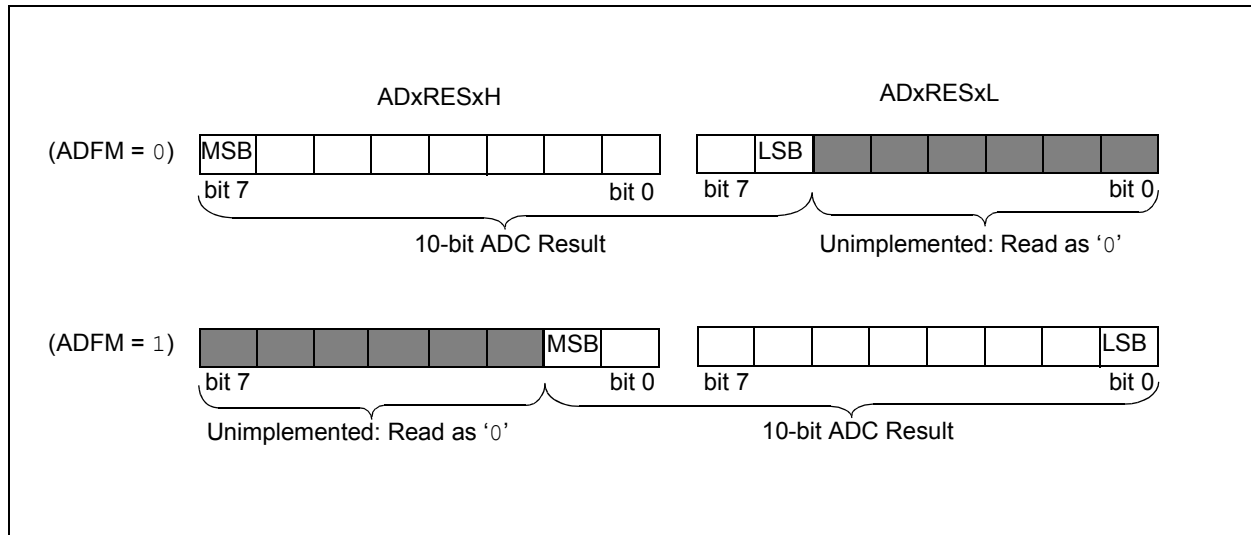 ADxRESxH ADxRESxL
(ADFM = 0) MSB LSB
bit 7 bit 0 bit 7 bit 0
10-bit ADC Result Unimplemented: Read as ‘0’
(ADFM = 1) MSB LSB
bit 7 bit 0 bit 7 bit 0
Unimplemented: Read as ‘0’ 10-bit ADC Result